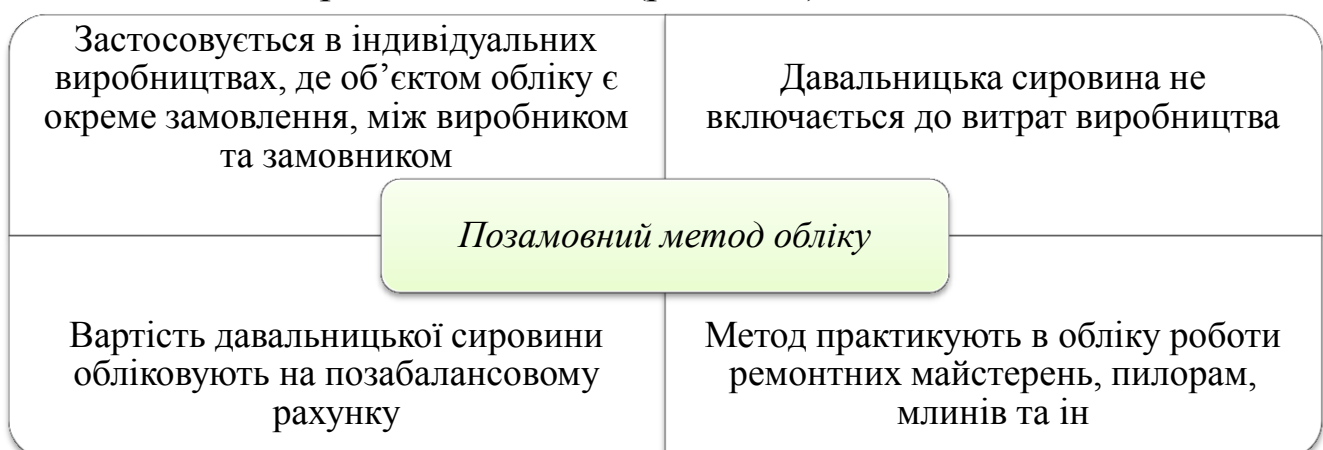 Застосовується в індивідуальних
виробництвах, де об’єктом обліку є
окреме замовлення, між виробником
та замовником
Давальницька сировина не
включається до витрат виробництва
Позамовний метод обліку
Вартість давальницької сировини
обліковують на позабалансовому
рахунку
Метод практикують в обліку роботи
ремонтних майстерень, пилорам,
млинів та ін